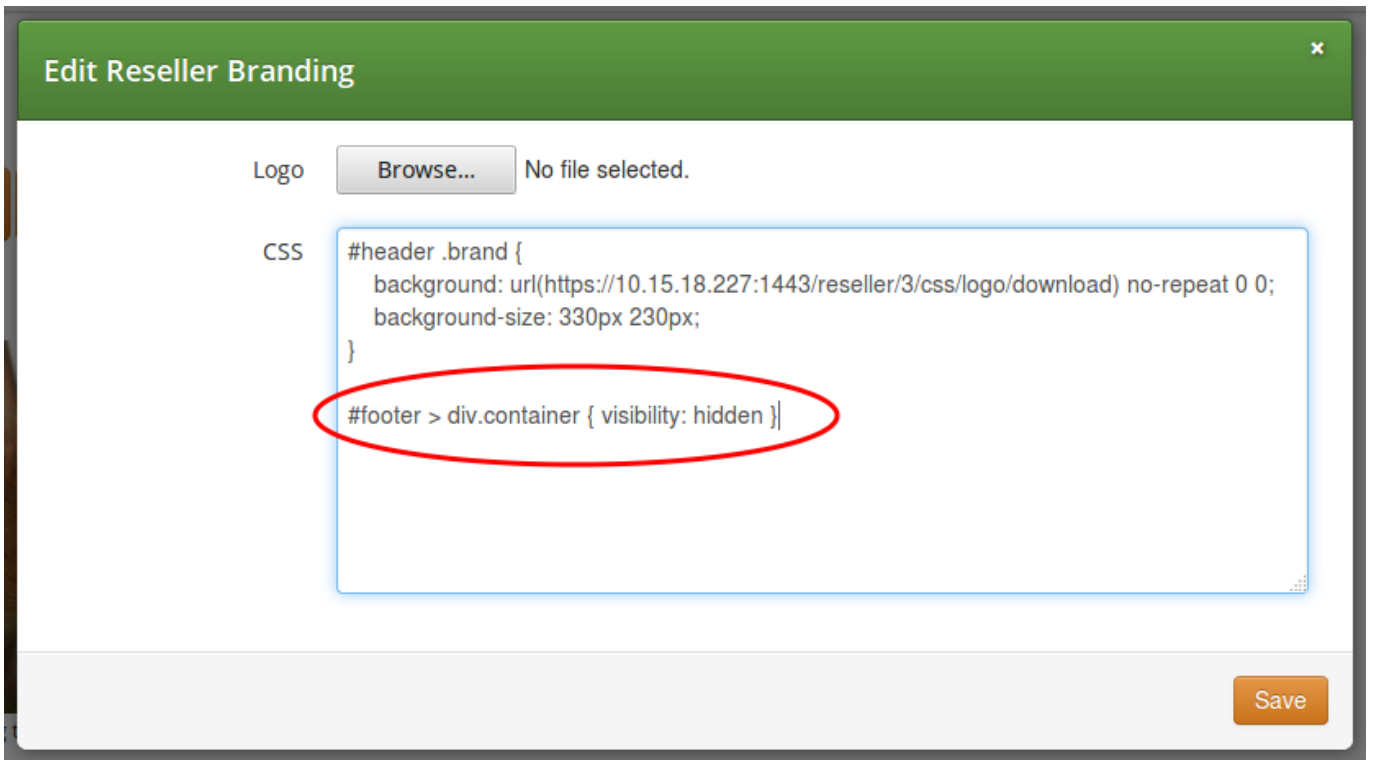 Edit Reseller Branding
×
Logo
Browse...
No file selected.
CSS
#header .brand {
    background: url(https://10.15.18.227:1443/reseller/3/css/logo/download) no-repeat 0 0;
    background-size: 330px 230px;
}
#footer > div.container { visibility: hidden }
Save